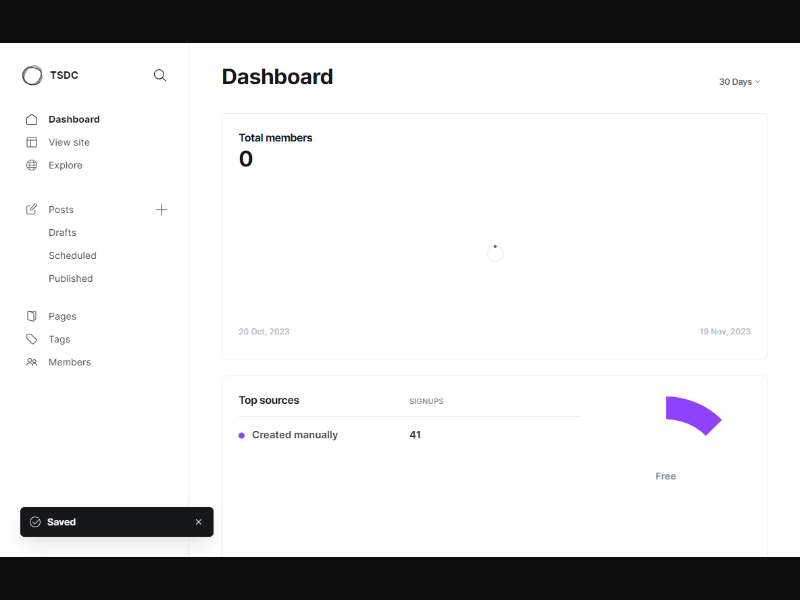 TSDC
Dashboard
View site
Explore
Posts
Drafts
Scheduled
Published
Pages
Tags
Members
Saved
Dashboard
30 Days
Total members
0
20 Oct, 2023
19 Nov, 2023
Top sources
SIGNUPS
Created manually
41
Free